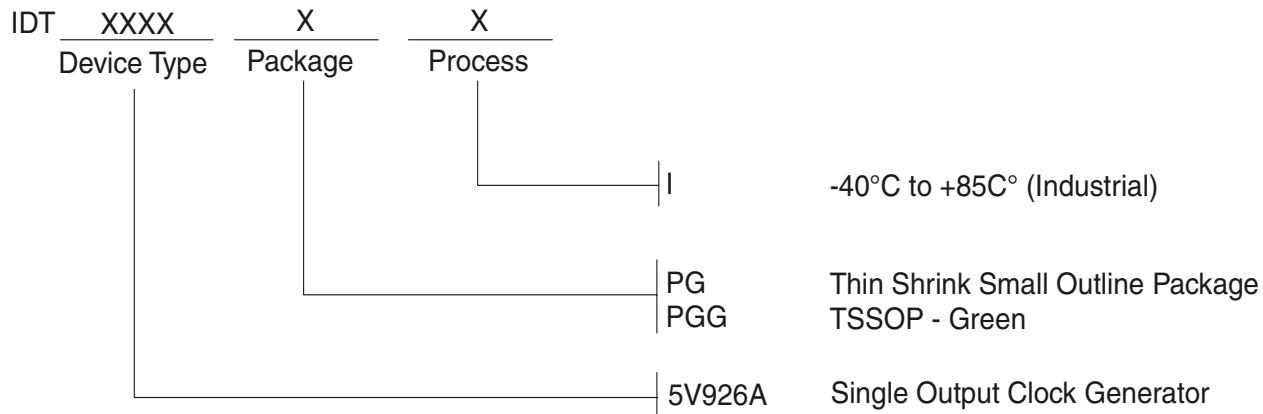 IDT XXXX X X
Device Type Package Process
I -40°C to +85C° (Industrial)
PG Thin Shrink Small Outline Package
PGG TSSOP - Green
5V926A Single Output Clock Generator